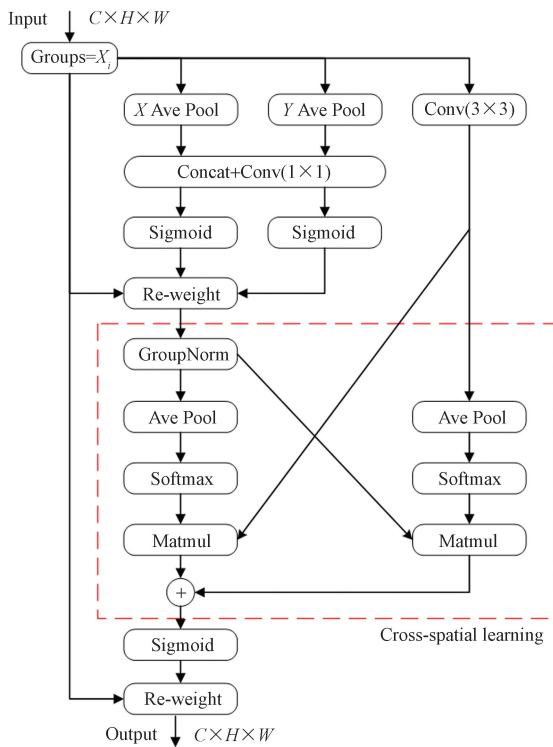 Input C×H×W
Groups=Xᵢ
X Ave Pool Y Ave Pool Conv(3×3)
Concat+Conv(1×1)
Sigmoid Sigmoid
Re-weight
GroupNorm
Ave Pool Ave Pool
Softmax Softmax
Matmul Matmul
+
Cross-spatial learning
Sigmoid
Re-weight
Output C×H×W